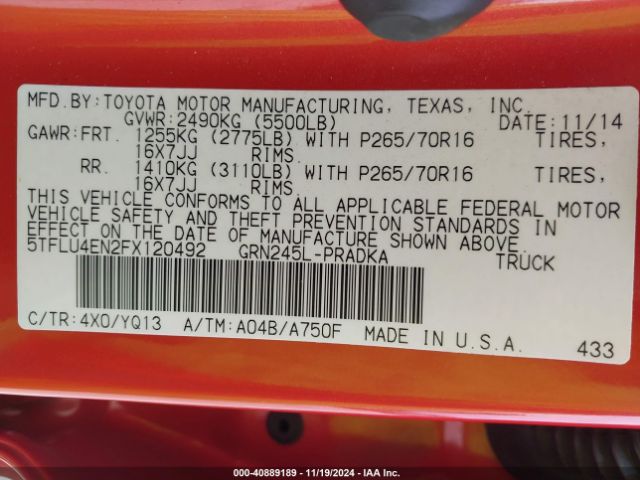 MFD.BY:TOYOTA MOTOR MANUFACTURING, TEXAS, INC.
GVWR:2490KG (5500LB) DATE:11/14
GAWR:FRT. 1255KG (2775LB) WITH P265/70R16 TIRES,
16X7JJ RIMS.
RR. 1410KG (3110LB) WITH P265/70R16 TIRES,
16X7JJ RIMS.
THIS VEHICLE CONFORMS TO ALL APPLICABLE FEDERAL MOTOR
VEHICLE SAFETY AND THEFT PREVENTION STANDARDS IN
EFFECT ON THE DATE OF MANUFACTURE SHOWN ABOVE.
5TFLU4EN2FX120492 GRN245L-PRADKA TRUCK
C/TR:4X0/YQ13 A/TM:A04B/A750F MADE IN U.S.A.
433
000-40889189 - 11/19/2024 - IAAI.COM